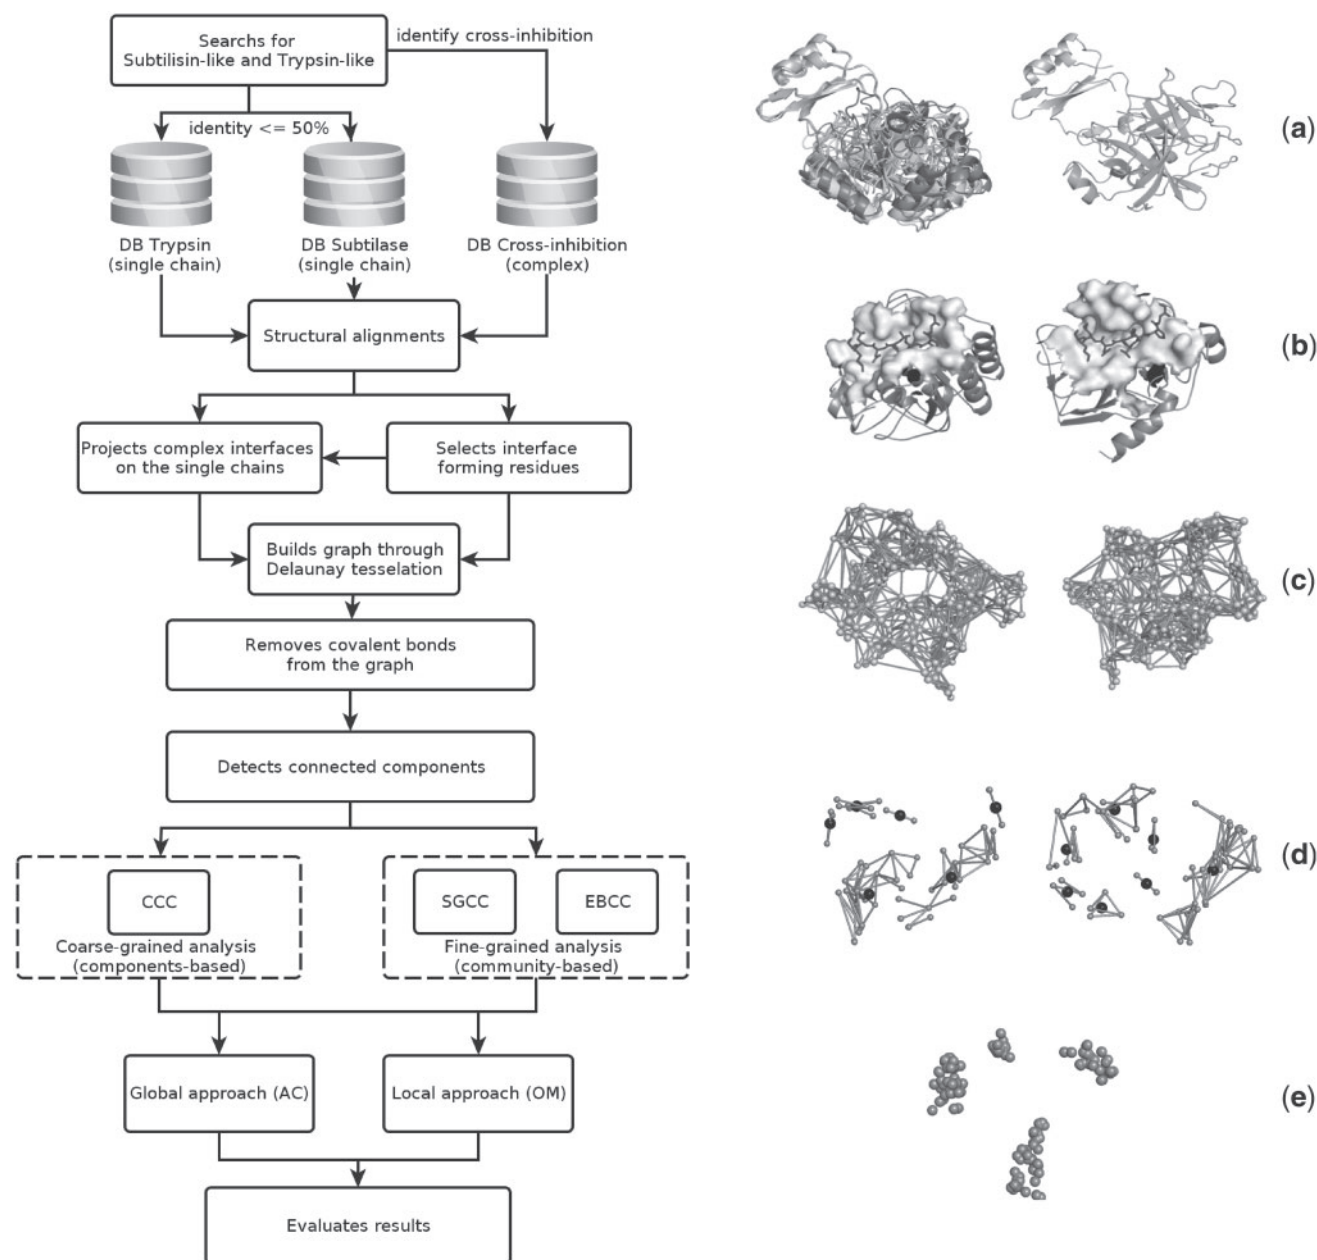 Searchs for
Subtilisin-like and Trypsin-like
identify cross-inhibition
identity <= 50%
DB Trypsin
(single chain)
DB Subtilase
(single chain)
DB Cross-inhibition
(complex)
Structural alignments
Projects complex interfaces
on the single chains
Selects interface
forming residues
Builds graph through
Delaunay tesselation
Removes covalent bonds
from the graph
Detects connected components
CCC
Coarse-grained analysis
(components-based)
SGCC
EBCC
Fine-grained analysis
(community-based)
Global approach (AC)
Local approach (OM)
Evaluates results
(a)
(b)
(c)
(d)
(e)